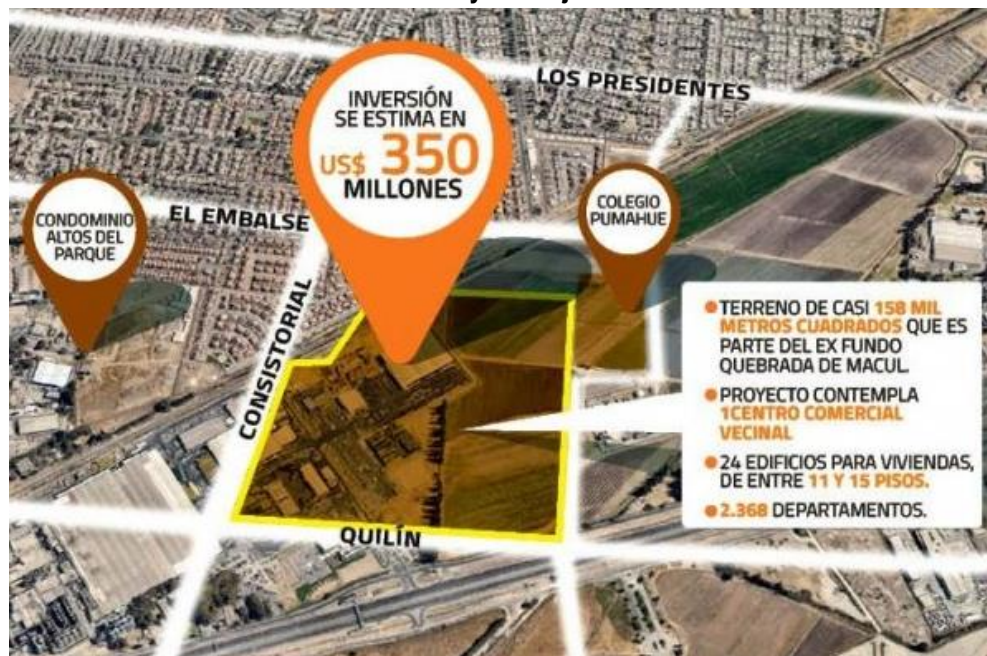 LOS PRESIDENTES
INVERSIÓN
SE ESTIMA EN
US$ 350
MILLONES
CONDOMINIO
ALTOS DEL
PARQUE
EL EMBALSE
COLEGIO
PUMAHUE
CONSISTORIAL
TERRENO DE CASI 158 MIL
METROS CUADRADOS QUE ES
PARTE DEL EX FUNDO
QUEBRADA DE MACUL.
PROYECTO CONTEMPLA
1CENTRO COMERCIAL
VECINAL
24 EDIFICIOS PARA VIVIENDAS,
DE ENTRE 11 Y 15 PISOS.
2.368 DEPARTAMENTOS.
QUILÍN